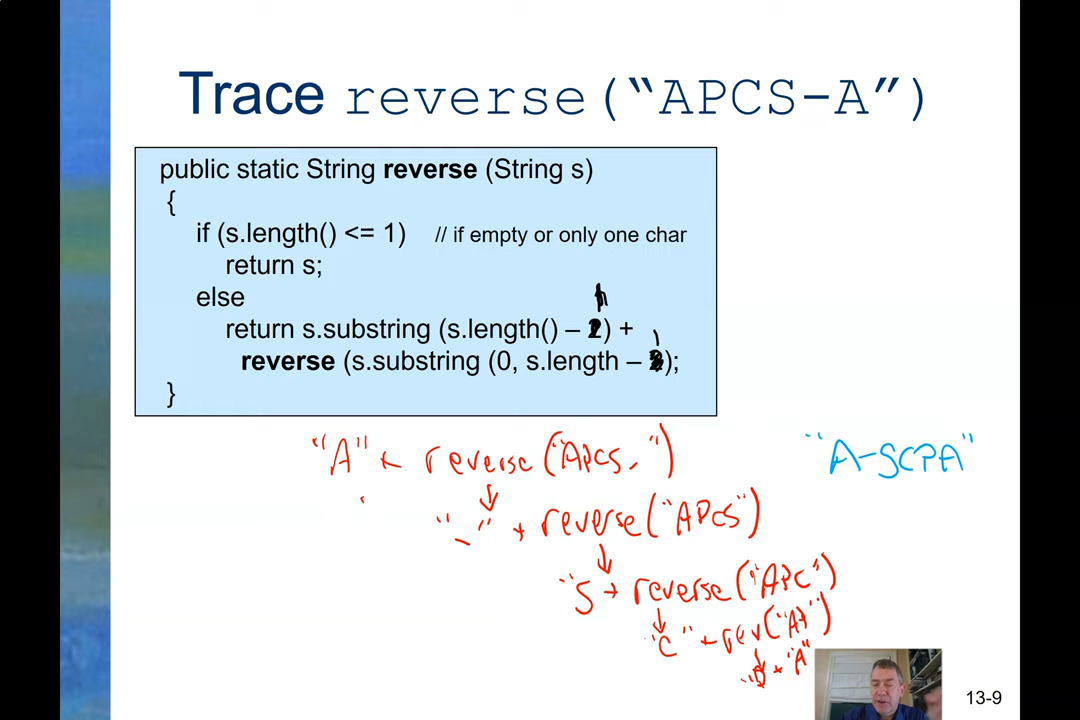 Trace reverse(“APCS-A”)
public static String reverse (String s)
{
if (s.length() <= 1) // if empty or only one char
return s;
else
return s.substring (s.length() – ) +
1
reverse (s.substring (0, s.length – );
}
"A" + reverse("APCS-")
"A-SCPA"
"-" + reverse("APCS")
"S + reverse("APC")
"C" + rev("AP")
+ "A"
13-9